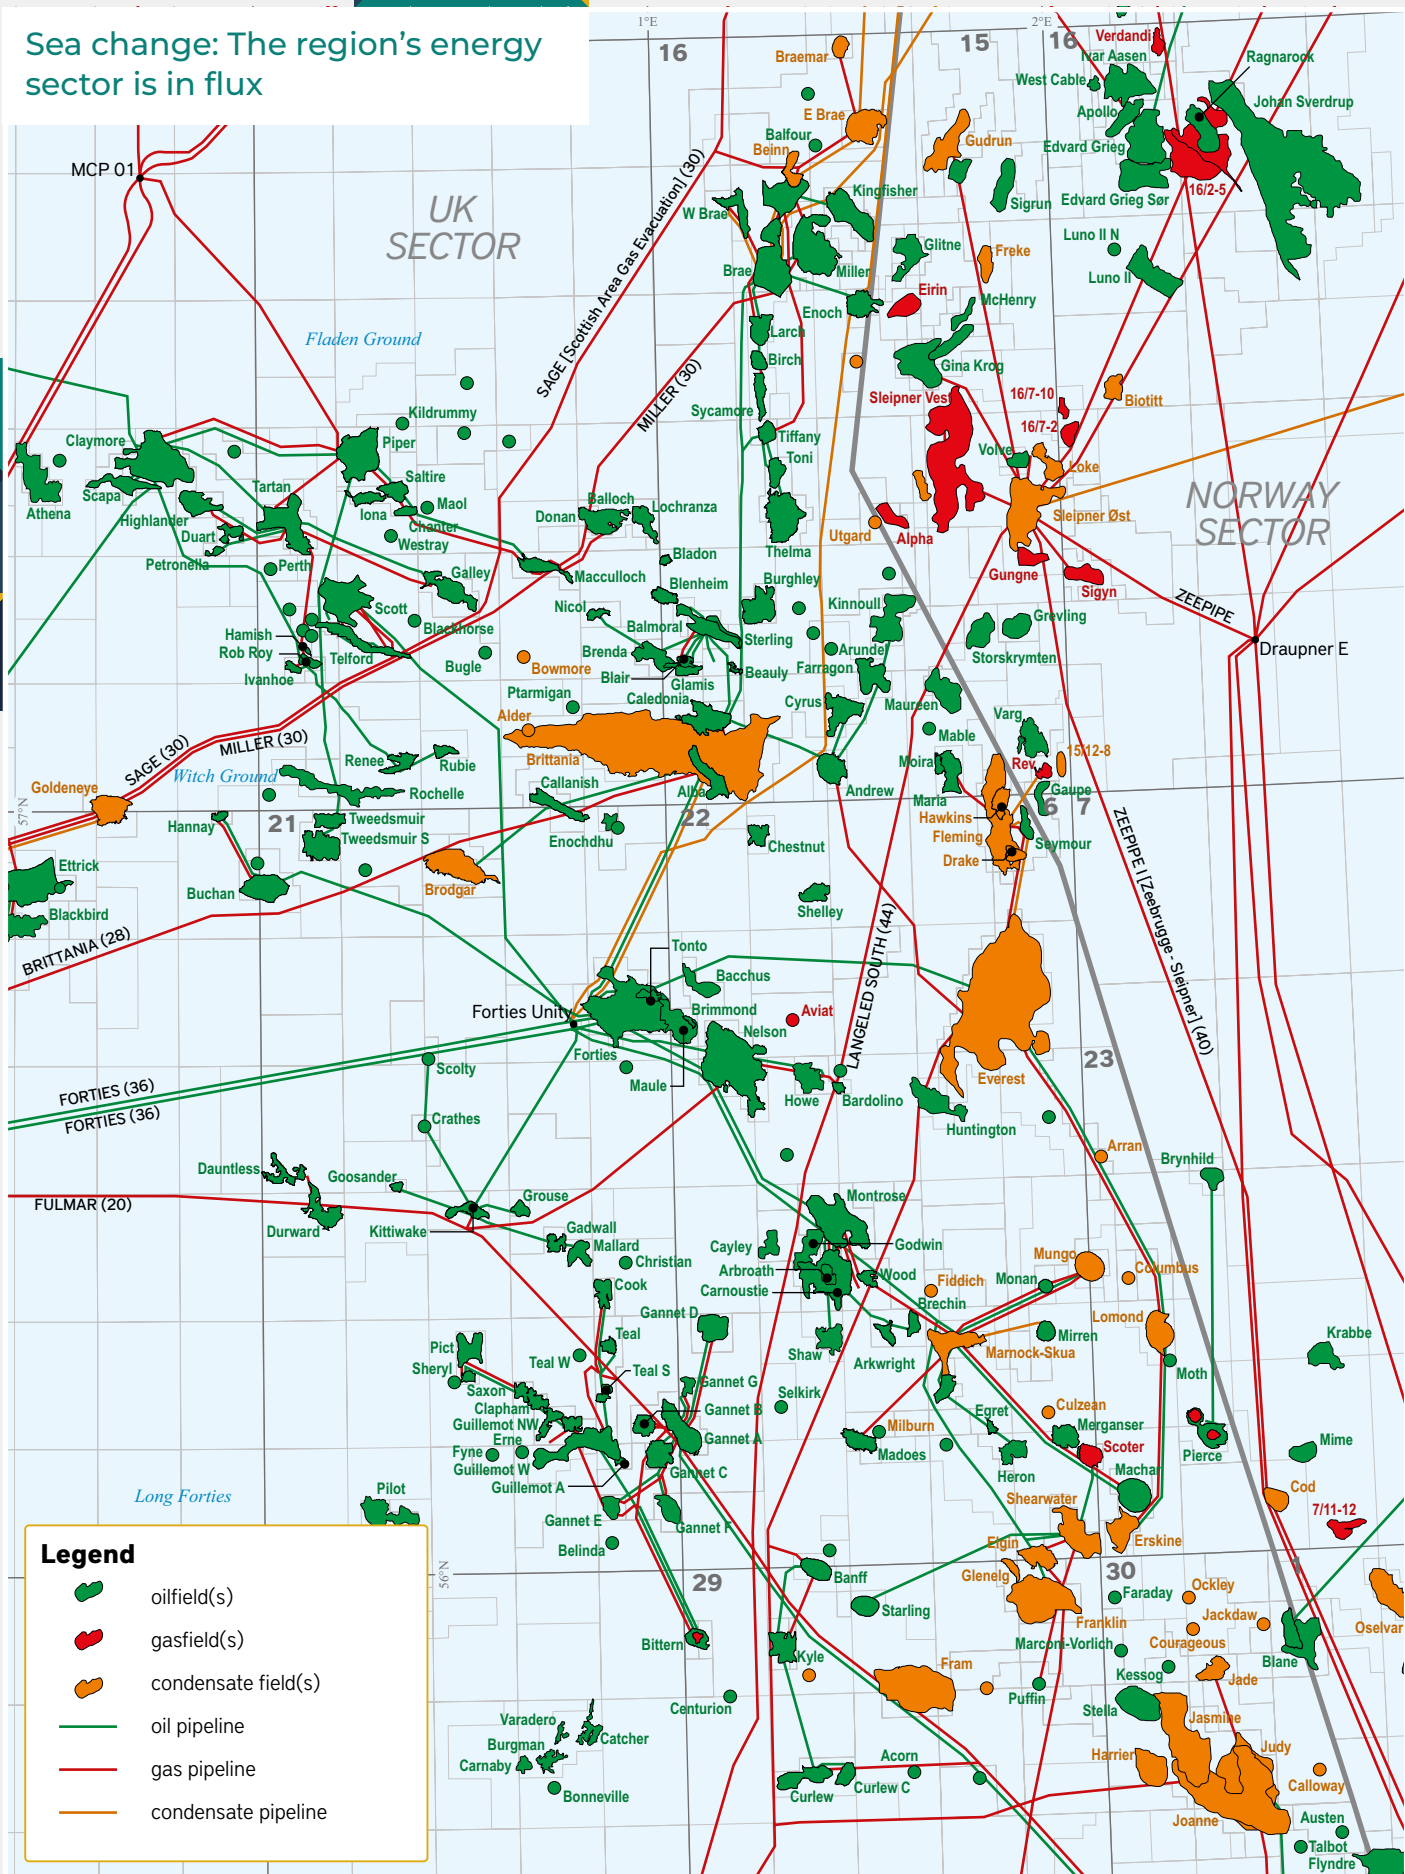 Sea change: The region's energy
sector is in flux
1°E
2°E
16
15
16
Verdandi
Ivar Aasen
Ragnarook
Braemar
West Cable
Johan Sverdrup
Apollo
E Brae
Balfour
Beinn
Gudrun
Edvard Grieg
MCP 01
Kingfisher
16/2-5
Edvard Grieg Sør
Sigrun
W Brae
UK
SECTOR
SAGE [Scottish Area Gas Evacuation] (30)
Luno II N
Glitne
Freke
Brae
Miller
Luno II
Eirin
McHenry
Enoch
Fladen Ground
Larch
Birch
Gina Krog
MILLER (30)
Sleipner Vest
16/7-10
Biotitt
Sycamore
Kildrummy
16/7-2
Claymore
Piper
Tiffany
Toni
Volve
Loke
Saltire
Scapa
Tartan
Maol
Balloch
Lochranza
NORWAY
SECTOR
Athena
Highlander
Iona
Donan
Sleipner Øst
Chanter
Duart
Westray
Utgard
Alpha
Thelma
Petronella
Perth
Bladon
Galley
Macculloch
Burghley
Gungne
Blenheim
Sigyn
ZEEPIPE
Scott
Nicol
Kinnoull
Grevling
Hamish
Blackhorse
Balmoral
Sterling
Draupner E
Rob Roy
Telford
Brenda
Arundel
Storskrymten
Ivanhoe
Bugle
Bowmore
Blair
Beauly
Farragon
Glamis
Ptarmigan
Caledonia
Cyrus
Maureen
Alder
Varg
SAGE (30)
MILLER (30)
Mable
15/12-8
Witch Ground
Renee
Rubie
Brittania
Moira
Rev
Goldeneye
Rochelle
Callanish
Alba
Andrew
Maria
Gaupe
57°N
Hannay
21
Tweedsmuir
22
Hawkins
6
7
Tweedsmuir S
Enochdhu
Chestnut
Fleming
Seymour
ZEEPIPE I [Zeebrugge - Sleipner] (40)
Ettrick
Drake
Buchan
Brodgar
Blackbird
Shelley
BRITTANIA (28)
LANGELED SOUTH (44)
Tonto
Bacchus
Forties Unity
Brimmond
Aviat
Nelson
Forties
23
Scolty
Maule
Everest
FORTIES (36)
Howe
Bardolino
FORTIES (36)
Crathes
Huntington
Arran
Dauntless
Goosander
Brynhild
FULMAR (20)
Grouse
Montrose
Durward
Kittiwake
Gadwall
Mallard
Cayley
Godwin
Christian
Mungo
Arbroath
Wood
Monan
Columbus
Cook
Carnoustie
Fiddich
Gannet D
Brechin
Lomond
Teal
Mirren
Krabbe
Pict
Shaw
Marnock-Skua
Sheryl
Teal W
Teal S
Arkwright
Moth
Saxon
Gannet G
Selkirk
Clapham
Gannet B
Egret
Culzean
Guillemot NW
Milburn
Merganser
Erne
Gannet A
Mime
Fyne
Madoes
Scoter
Pierce
Guillemot W
Gannet C
Heron
Machar
Guillemot A
Long Forties
Pilot
Cod
Shearwater
7/11-12
Gannet E
Gannet F
Belinda
Elgin
Erskine
Legend
56°N
29
Banff
Glenelg
30
1
Faraday
Ockley
oilfield(s)
Starling
Franklin
Jackdaw
Oselvar
gasfield(s)
Bittern
Marconi-Vorlich
Courageous
Kyle
Blane
condensate field(s)
Fram
Kessog
Jade
Puffin
Centurion
Stella
oil pipeline
Varadero
Jasmine
Catcher
Burgman
Acorn
Harrier
Judy
gas pipeline
Carnaby
Curlew C
Calloway
Bonneville
Curlew
condensate pipeline
Joanne
Austen
Talbot
Flyndre